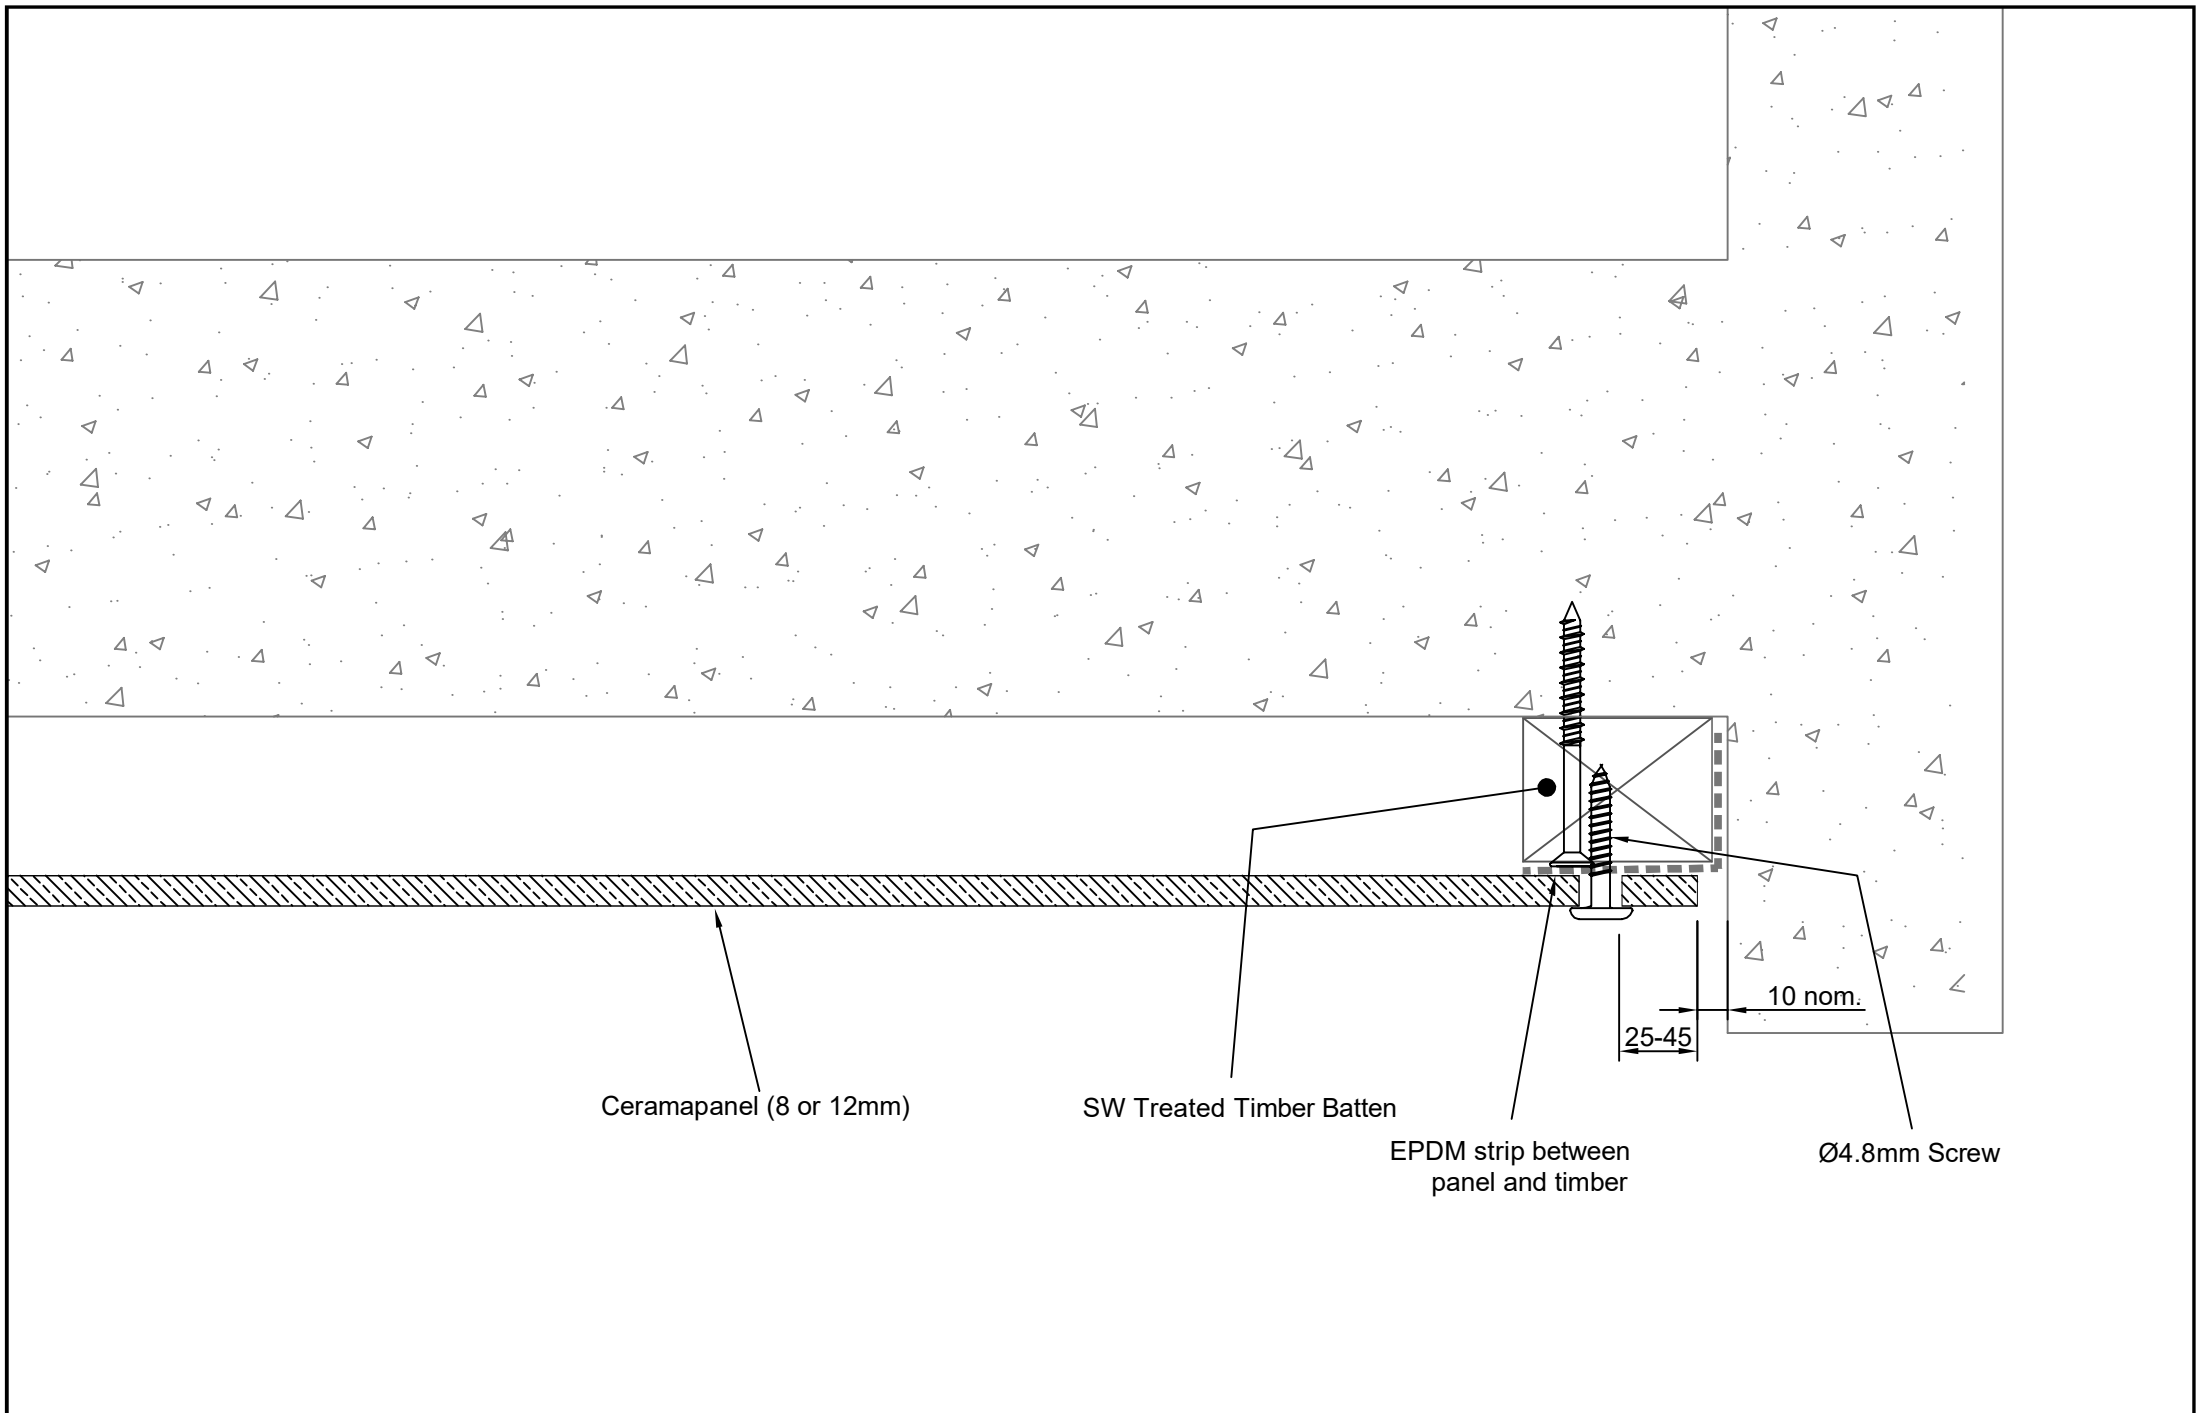 10 nom.
25-45
Ceramapanel (8 or 12mm)
SW Treated Timber Batten
EPDM strip between
panel and timber
Ø4.8mm Screw